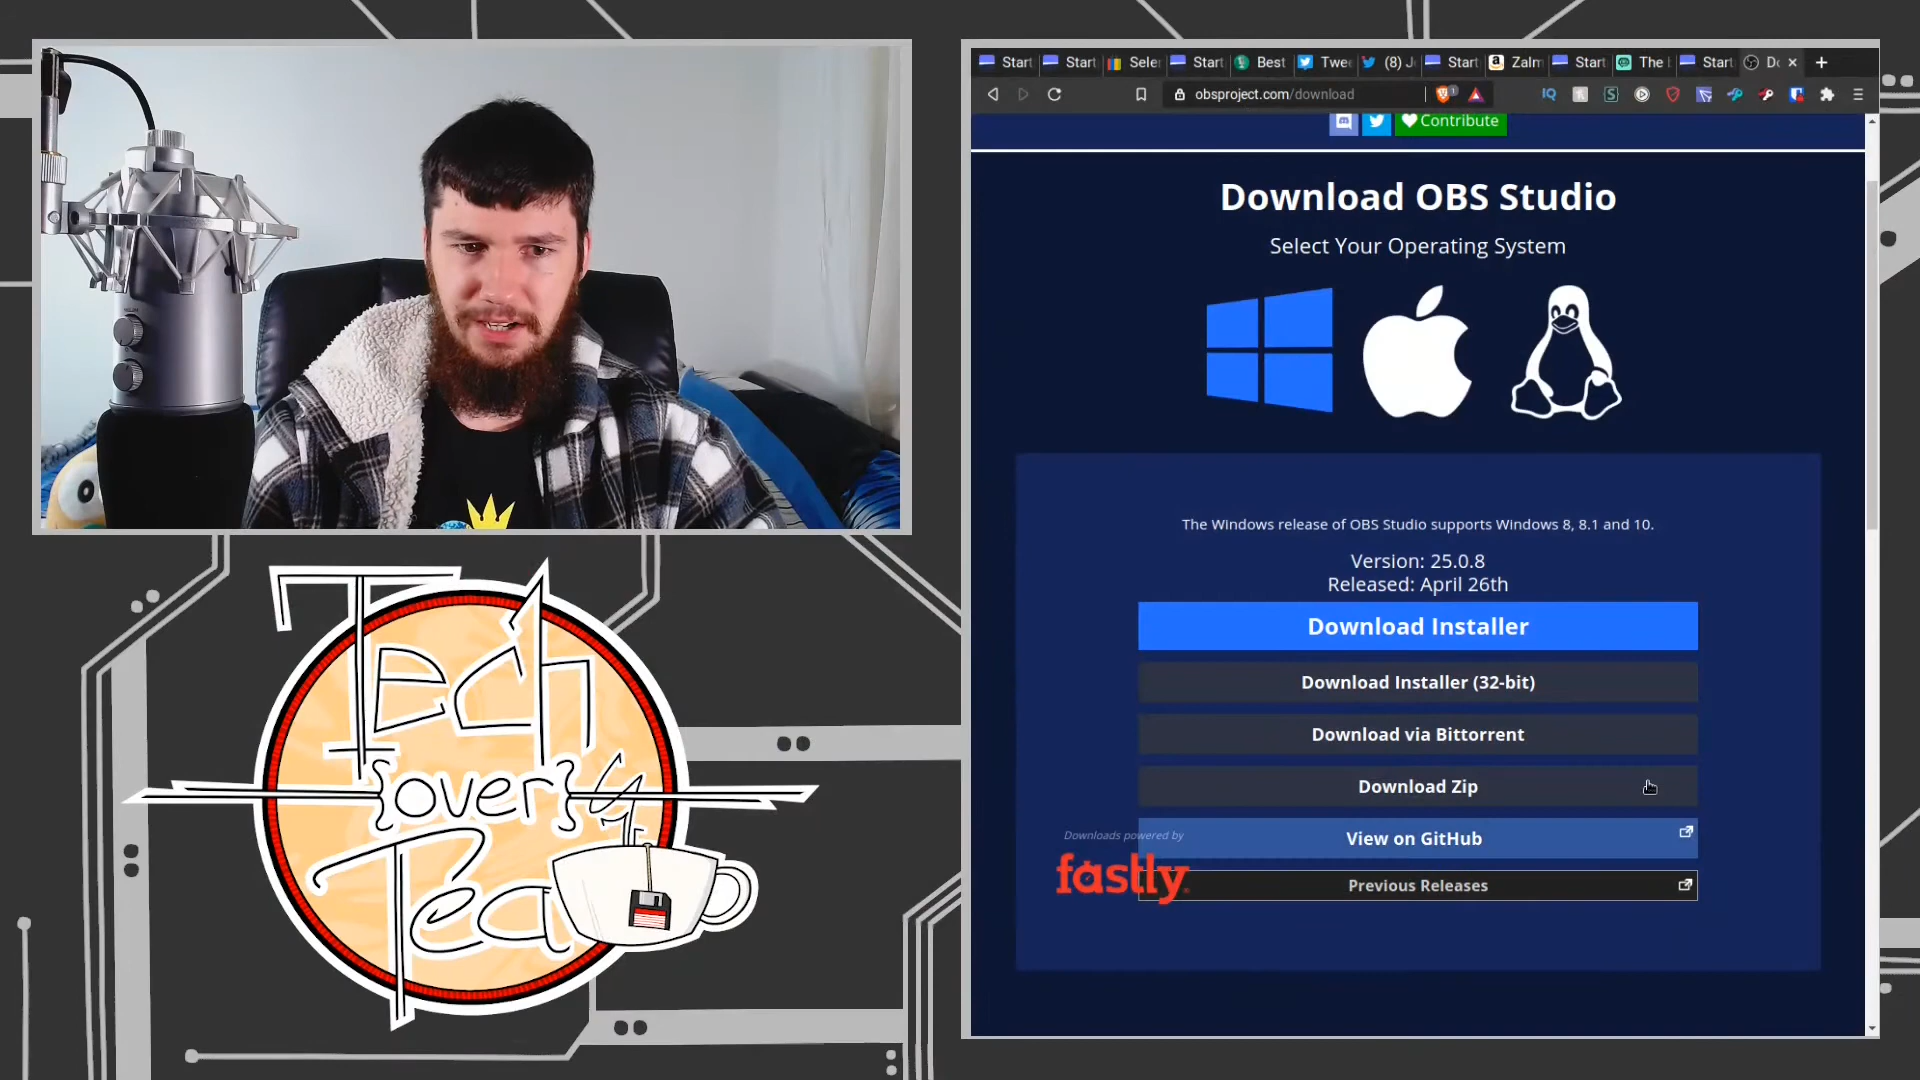 Tech
{over}
Tea
Start
Start
Sele
Start
Best
Twee
(8) J
Start
Zalm
Start
The
Start
Do
obsproject.com/download
Contribute
Download OBS Studio
Select Your Operating System
The Windows release of OBS Studio supports Windows 8, 8.1 and 10.
Version: 25.0.8
Released: April 26th
Download Installer
Download Installer (32-bit)
Download via Bittorrent
Download Zip
Downloads powered by
fastly
View on GitHub
Previous Releases